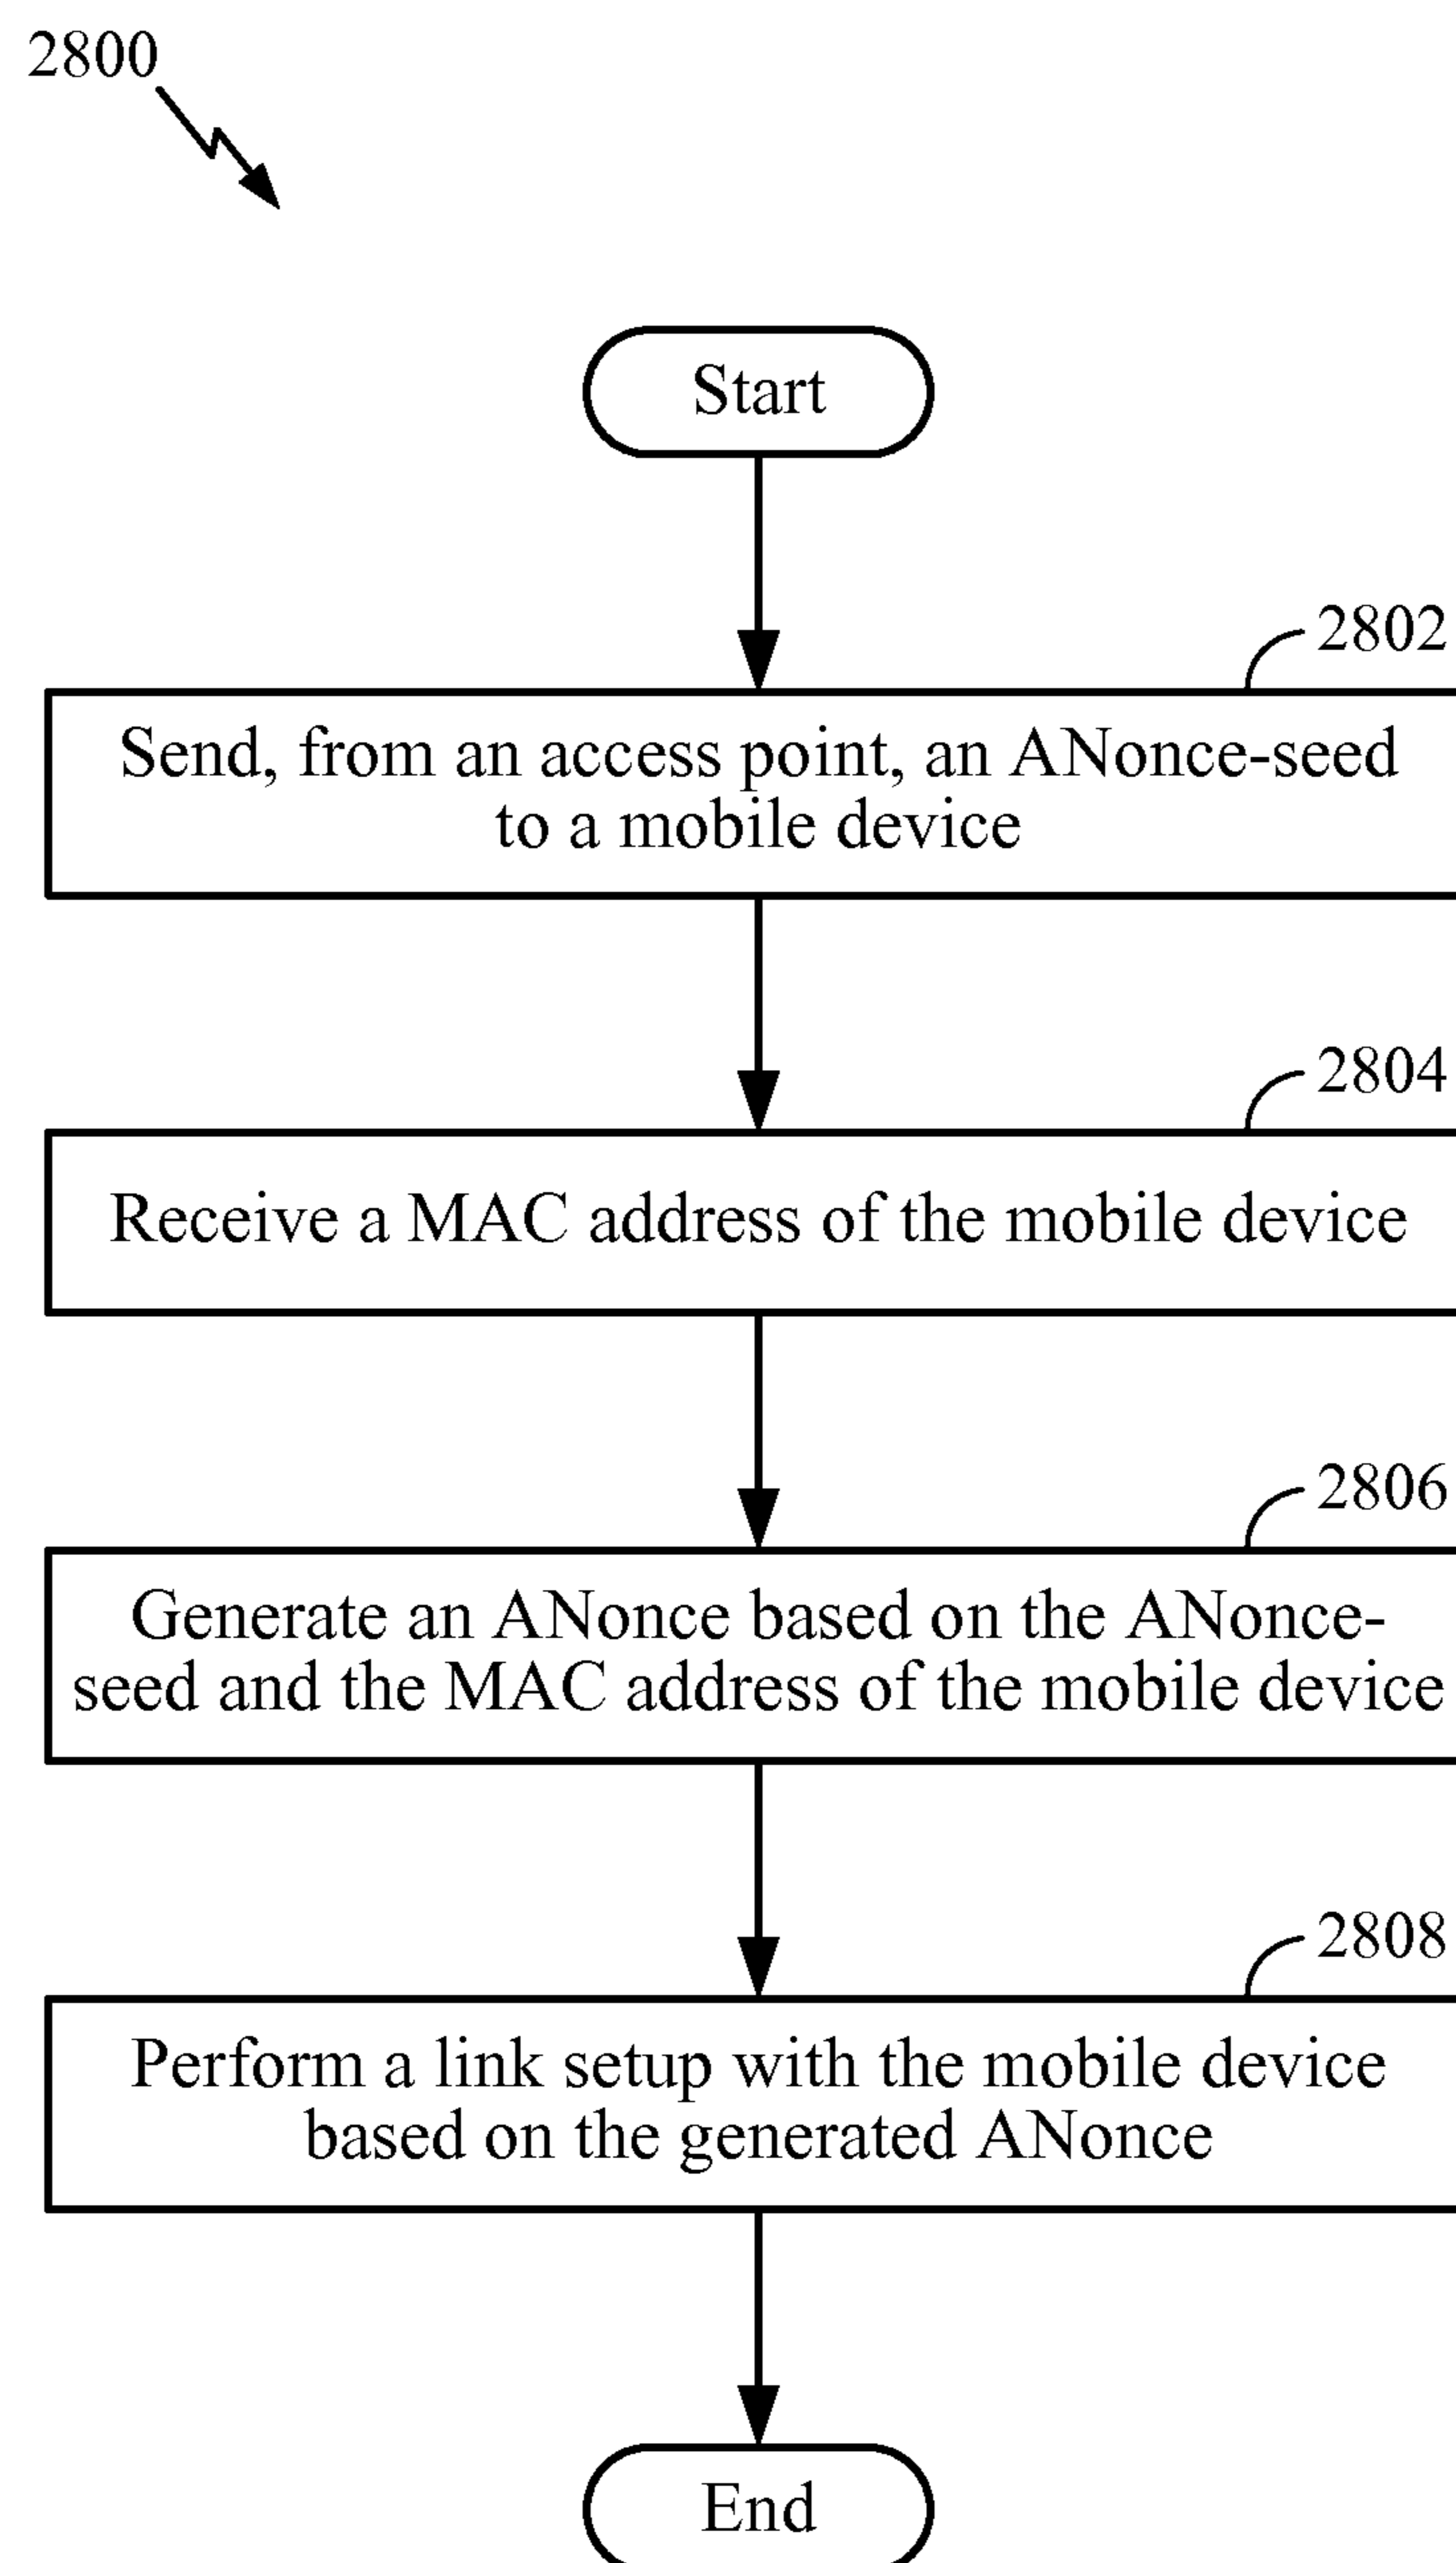 2800
Start
2802
Send, from an access point, an ANonce-seed
to a mobile device
2804
Receive a MAC address of the mobile device
2806
Generate an ANonce based on the ANonce-
seed and the MAC address of the mobile device
2808
Perform a link setup with the mobile device
based on the generated ANonce
End